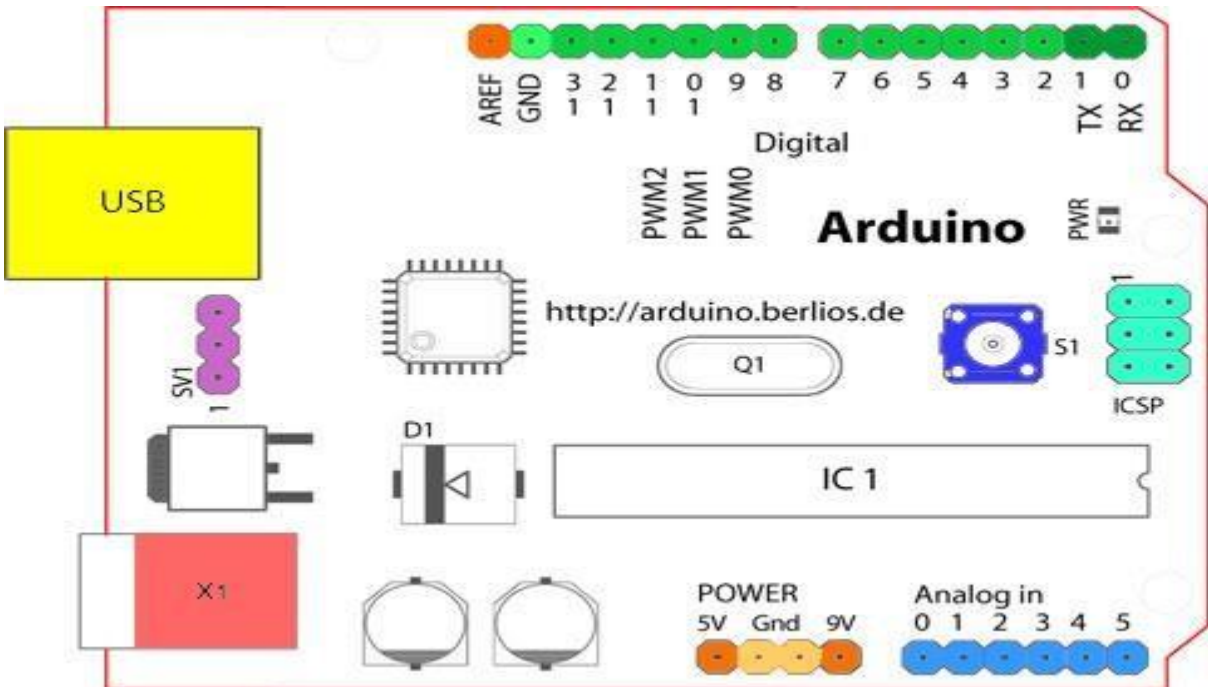 AREF GND 13 12 11 10 9 8 7 6 5 4 3 2 1 0
TX RX
Digital
PWM2 PWM1 PWM0
USB
Arduino
PWR
1
http://arduino.berlios.de
SV1
1
Q1
S1
ICSP
D1
IC 1
X1
POWER
5V Gnd 9V
Analog in
0 1 2 3 4 5